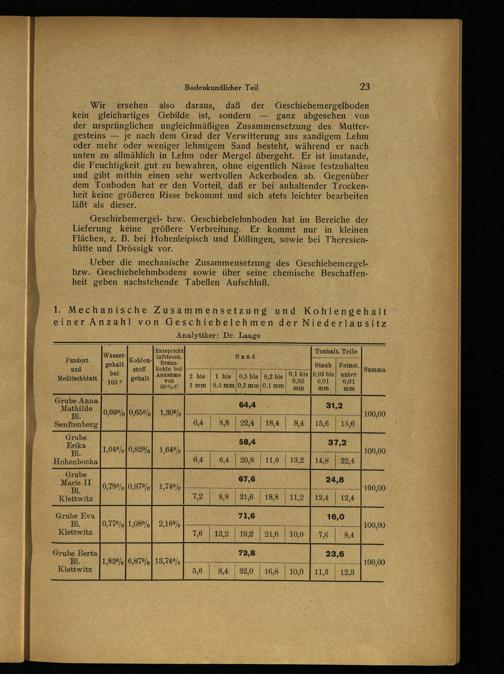 Bodenkundlicher Teil 23
Wir ersehen also daraus, daß der Geschiebemergelboden
kein gleichartiges Gebilde ist, sondern — ganz abgesehen von
der ursprünglichen ungleichmäßigen Zusammensetzung des Mutter-
gesteins — je nach dem Grad der Verwitterung aus sandigem Lehm
oder mehr oder weniger lehmigem Sand besteht, während er nach
unten zu allmählich in Lehm oder Mergel übergeht. Er ist imstande,
die Feuchtigkeit gut zu bewahren, ohne eigentlich Nässe festzuhalten
und gibt mithin einen sehr wertvollen Ackerboden ab. Gegenüber
dem Tonboden hat er den Vorteil, daß er bei anhaltender Trocken-
heit keine größeren Risse bekommt und sich stets leichter bearbeiten
läßt als dieser.
Geschiebemergel- bzw. Geschiebelehmboden hat im Bereiche der
Lieferung keine größere Verbreitung. Er kommt nur in kleinen
Flächen, z. B. bei Hohenleipisch und Döllingen, sowie bei Theresien-
hütte und Drössigk vor.
Ueber die mechanische Zusammensetzung des Geschiebemergel-
bzw. Geschiebelehmbodens sowie über seine chemische Beschaffen-
heit geben nachstehende Tabellen Aufschluß.
1. Mechanische Zusammensetzung und Kohlengehalt
einer Anzahl von Geschiebelehmen der Niederlausitz
Analytiker: Dr. Laage
Fundort und Meßtischblatt
Wasser-gehalt bei 105°
Kohlen-stoff-gehalt
Entspricht lufttrock. Braun-kohle bei Annahme von 50% C
Sand
2 bis 1 mm
1 bis 0,5 mm
0,5 bis 0,2 mm
0,2 bis 0,1 mm
0,1 bis 0,05 mm
Tonhalt. Teile
Staub 0,05 bis 0,01 mm
Feinst. unter 0,01 mm
Summa
Grube Anna Mathilde Bl. Senftenberg 0,99% 0,65% 1,30% 64,4 31,2 100,00
6,4 8,8 22,4 18,4 8,4 15,6 15,6
Grube Erika Bl. Hohenbocka 1,04% 0,82% 1,64% 58,4 37,2 100,00
6,4 6,4 20,8 11,6 13,2 14,8 22,4
Grube Marie II Bl. Klettwitz 0,78% 0,87% 1,74% 67,6 24,8 100,00
7,2 8,8 21,6 18,8 11,2 12,4 12,4
Grube Eva Bl. Klettwitz 0,77% 1,08% 2,16% 71,6 16,0 100,00
7,6 13,2 19,2 21,6 10,0 7,6 8,4
Grube Berta Bl. Klettwitz 1,83% 6,87% 13,74% 72,8 23,6 100,00
5,6 8,4 32,0 16,8 10,0 11,3 12,3